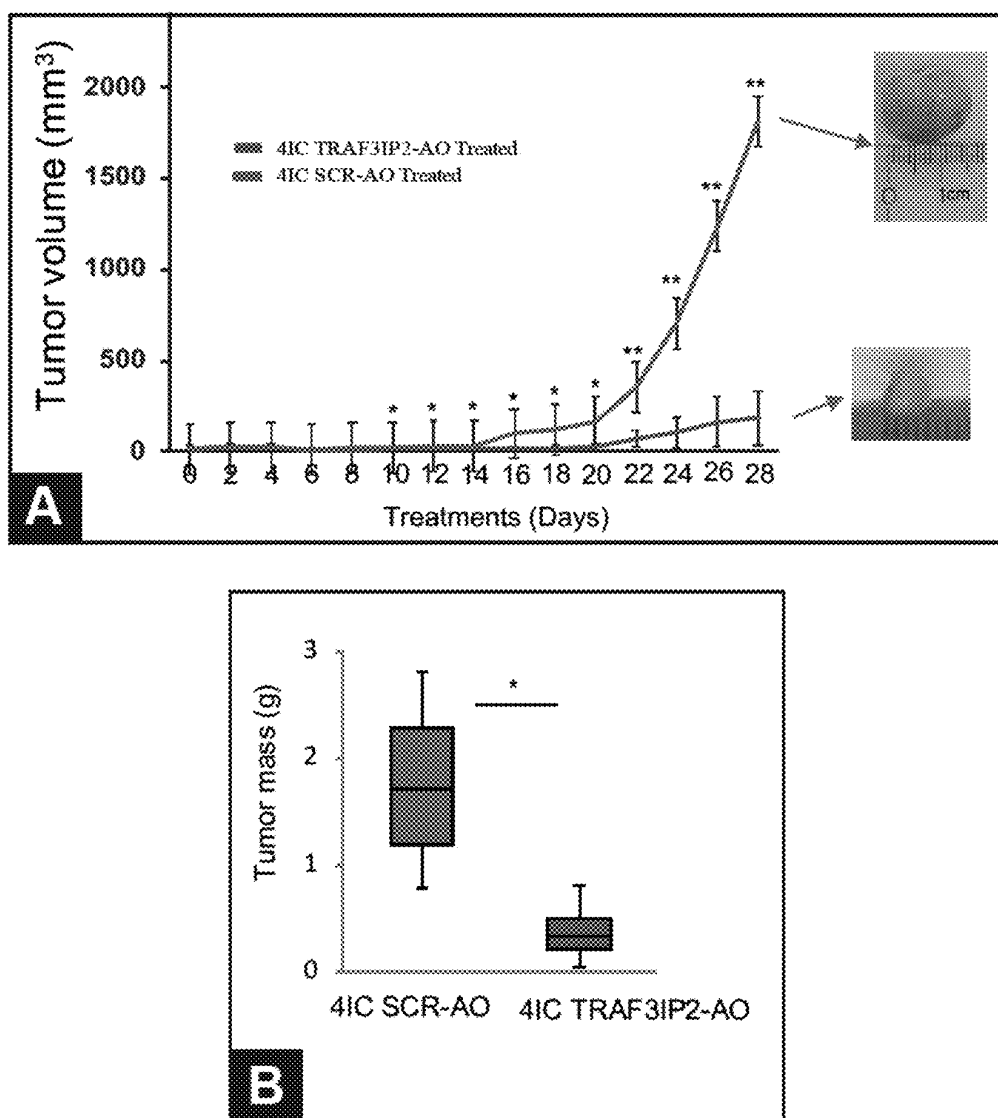 Tumor volume (mm³)
2000
1500
1000
500
0
4IC TRAF3IP2-AO Treated
4IC SCR-AO Treated
* * * * * * ** ** ** **
0 2 4 6 8 10 12 14 16 18 20 22 24 26 28
Treatments (Days)
A
Tumor mass (g)
3
2
1
0
*
4IC SCR-AO 4IC TRAF3IP2-AO
B